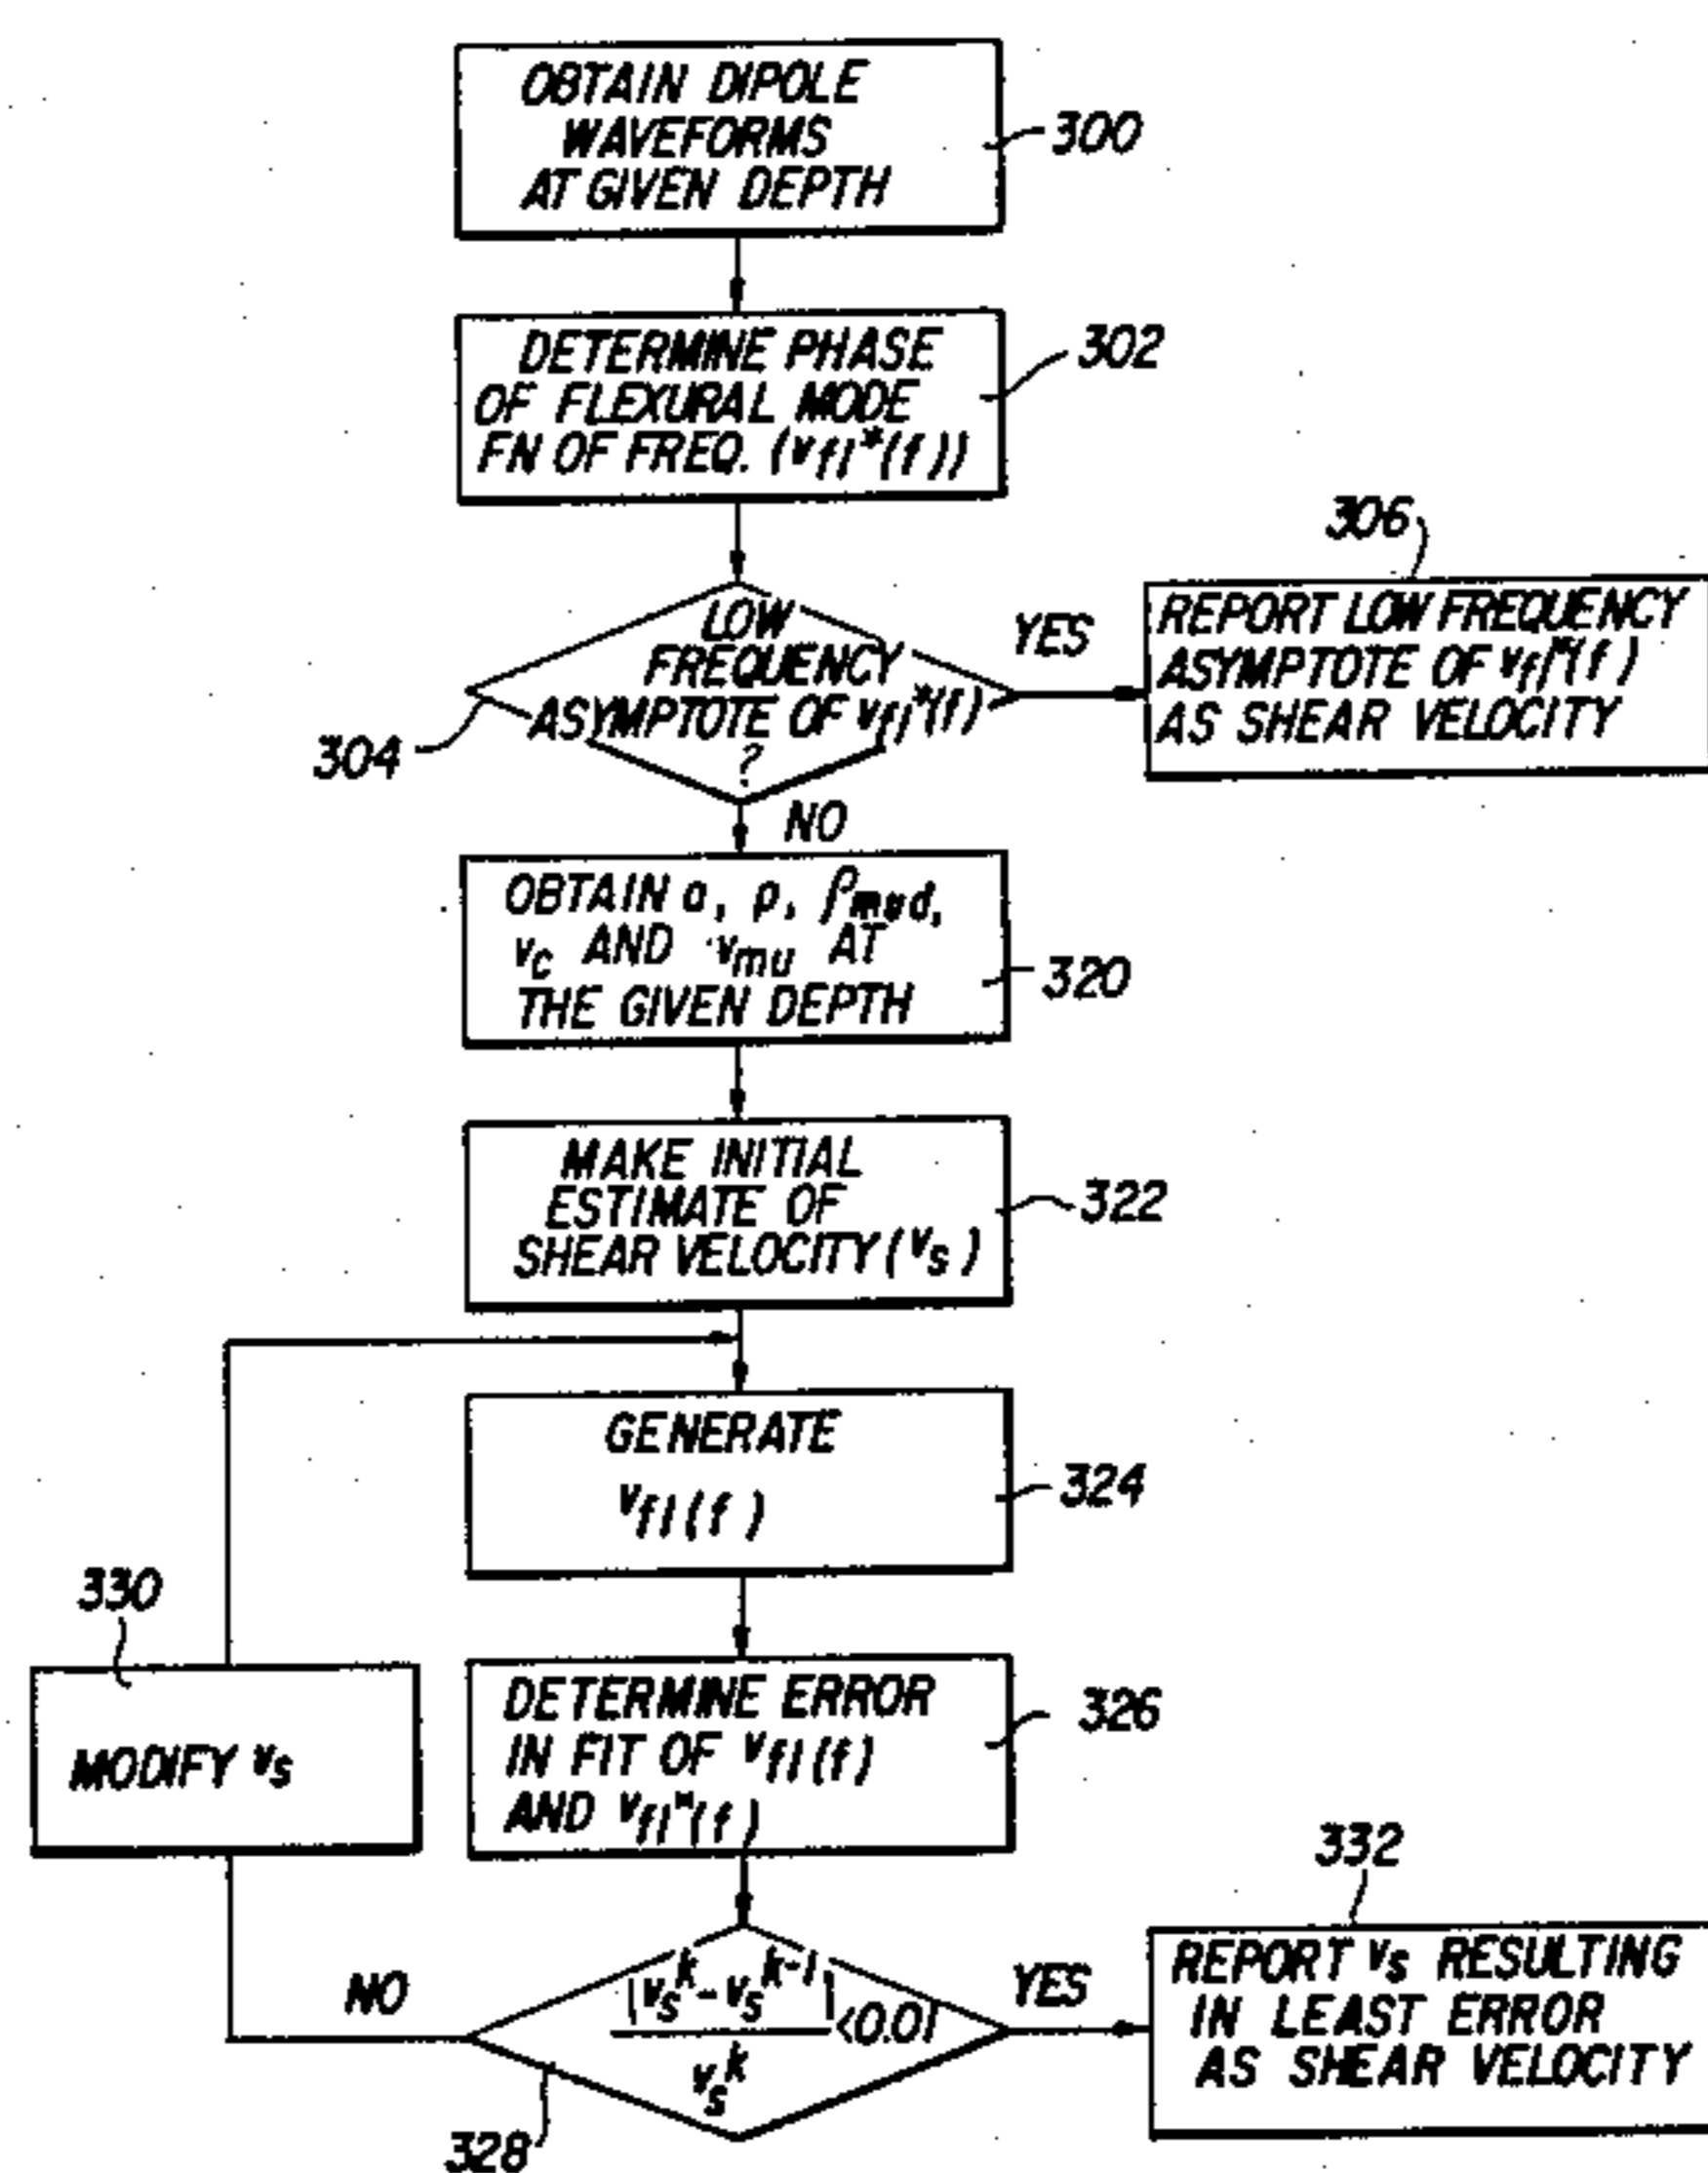 OBTAIN DIPOLE
WAVEFORMS
AT GIVEN DEPTH
300
DETERMINE PHASE
OF FLEXURAL MODE
FN OF FREQ. (vfl*(f))
302
306
LOW
FREQUENCY
ASYMPTOTE OF vfl*(f)
?
304
YES
REPORT LOW FREQUENCY
ASYMPTOTE OF vfl*(f)
AS SHEAR VELOCITY
NO
OBTAIN a, ρ, ρmud,
vc AND vmu AT
THE GIVEN DEPTH
320
MAKE INITIAL
ESTIMATE OF
SHEAR VELOCITY (vs)
322
GENERATE
vfl(f)
324
330
MODIFY vs
DETERMINE ERROR
IN FIT OF vfl(f)
AND vfl*(f)
326
332
NO
|vs^k - vs^k-1|
<0.01
vs^k
328
YES
REPORT vs RESULTING
IN LEAST ERROR
AS SHEAR VELOCITY